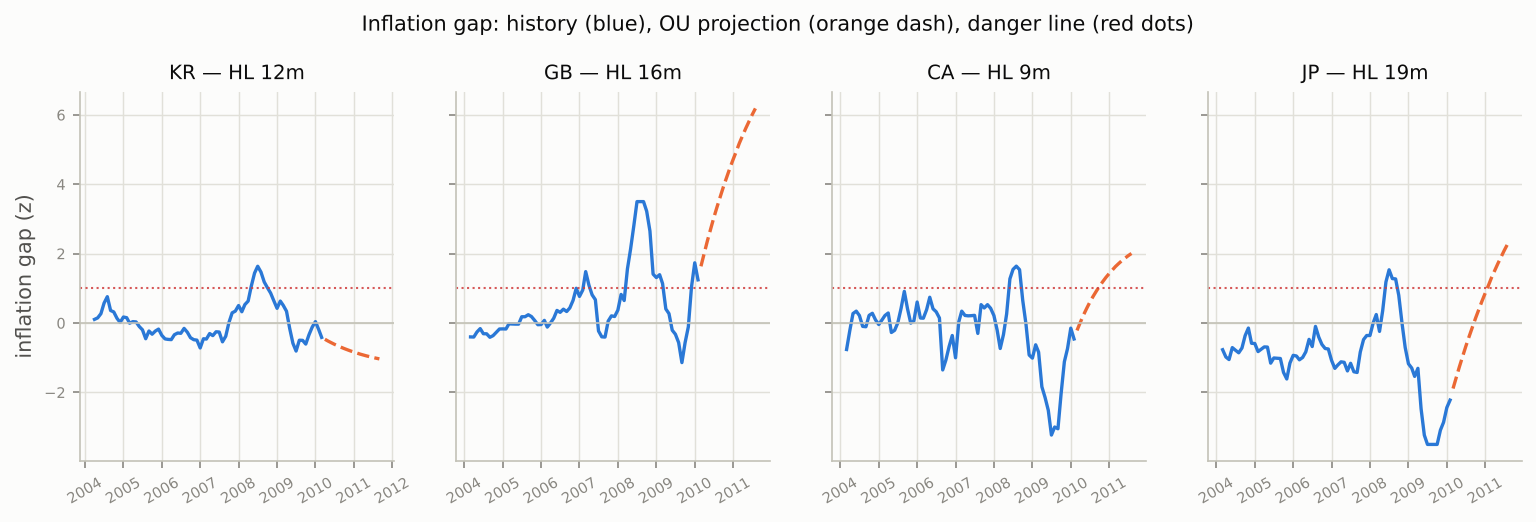 Inflation gap: history (blue), OU projection (orange dash), danger line (red dots)
KR — HL 12m
GB — HL 16m
CA — HL 9m
JP — HL 19m
inflation gap (z)
6
4
2
0
−2
2004 2005 2006 2007 2008 2009 2010 2011 2012
2004 2005 2006 2007 2008 2009 2010 2011
2004 2005 2006 2007 2008 2009 2010 2011
2004 2005 2006 2007 2008 2009 2010 2011